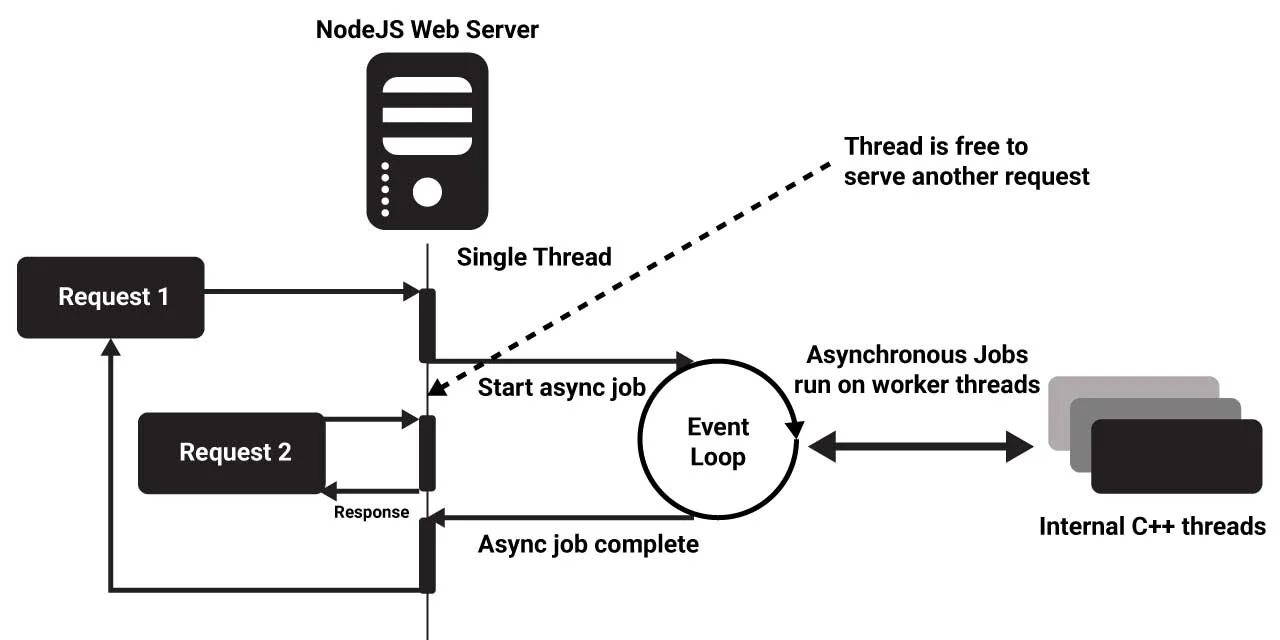 NodeJS Web Server
Thread is free to
serve another request
Single Thread
Request 1
Start async job
Asynchronous Jobs
run on worker threads
Event
Loop
Request 2
Response
Async job complete
Internal C++ threads